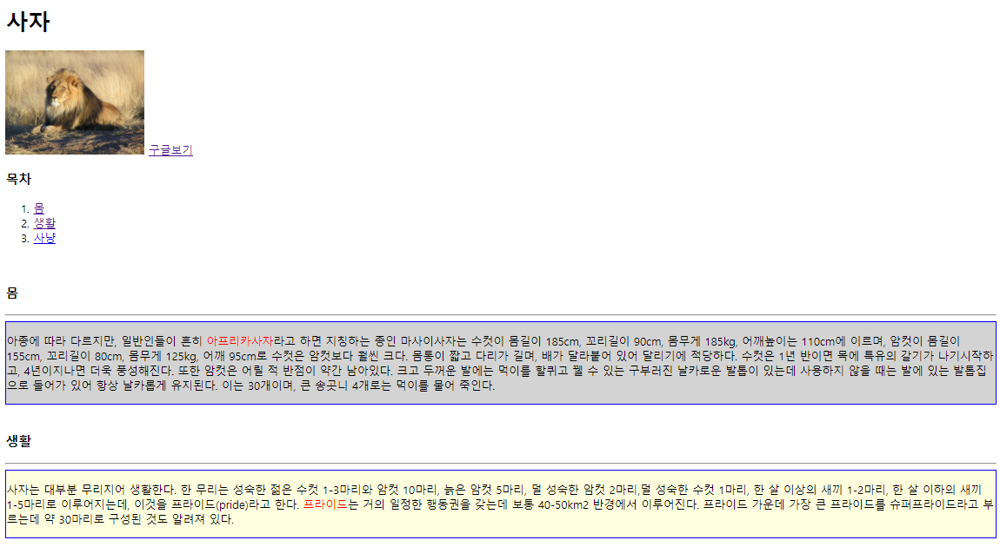 사자
구글보기
목차
1. 몸
2. 생활
3. 사냥
몸
아종에 따라 다르지만, 일반인들이 흔히 아프리카사자라고 하면 지칭하는 종인 마사이사자는 수컷이 몸길이 185cm, 꼬리길이 90cm, 몸무게 185kg, 어깨높이는 110cm에 이르며, 암컷이 몸길이
155cm, 꼬리길이 80cm, 몸무게 125kg, 어깨 95cm로 수컷은 암컷보다 훨씬 크다. 몸통이 짧고 다리가 길며, 배가 달라붙어 있어 달리기에 적당하다. 수컷은 1년 반이면 목에 특유의 갈기가 나기시작하
고, 4년이지나면 더욱 풍성해진다. 또한 암컷은 어릴 적 반점이 약간 남아있다. 크고 두꺼운 발에는 먹이를 할퀴고 꿸 수 있는 구부러진 날카로운 발톱이 있는데 사용하지 않을 때는 발에 있는 발톱집
으로 들어가 있어 항상 날카롭게 유지된다. 이는 30개이며, 큰 송곳니 4개로는 먹이를 물어 죽인다.
생활
사자는 대부분 무리지어 생활한다. 한 무리는 성숙한 젊은 수컷 1-3마리와 암컷 10마리, 늙은 암컷 5마리, 덜 성숙한 암컷 2마리,덜 성숙한 수컷 1마리, 한 살 이상의 새끼 1-2마리, 한 살 이하의 새끼
1-5마리로 이루어지는데, 이것을 프라이드(pride)라고 한다. 프라이드는 거의 일정한 행동권을 갖는데 보통 40-50km2 반경에서 이루어진다. 프라이드 가운데 가장 큰 프라이드를 슈퍼프라이드라고 부
르는데 약 30마리로 구성된 것도 알려져 있다.